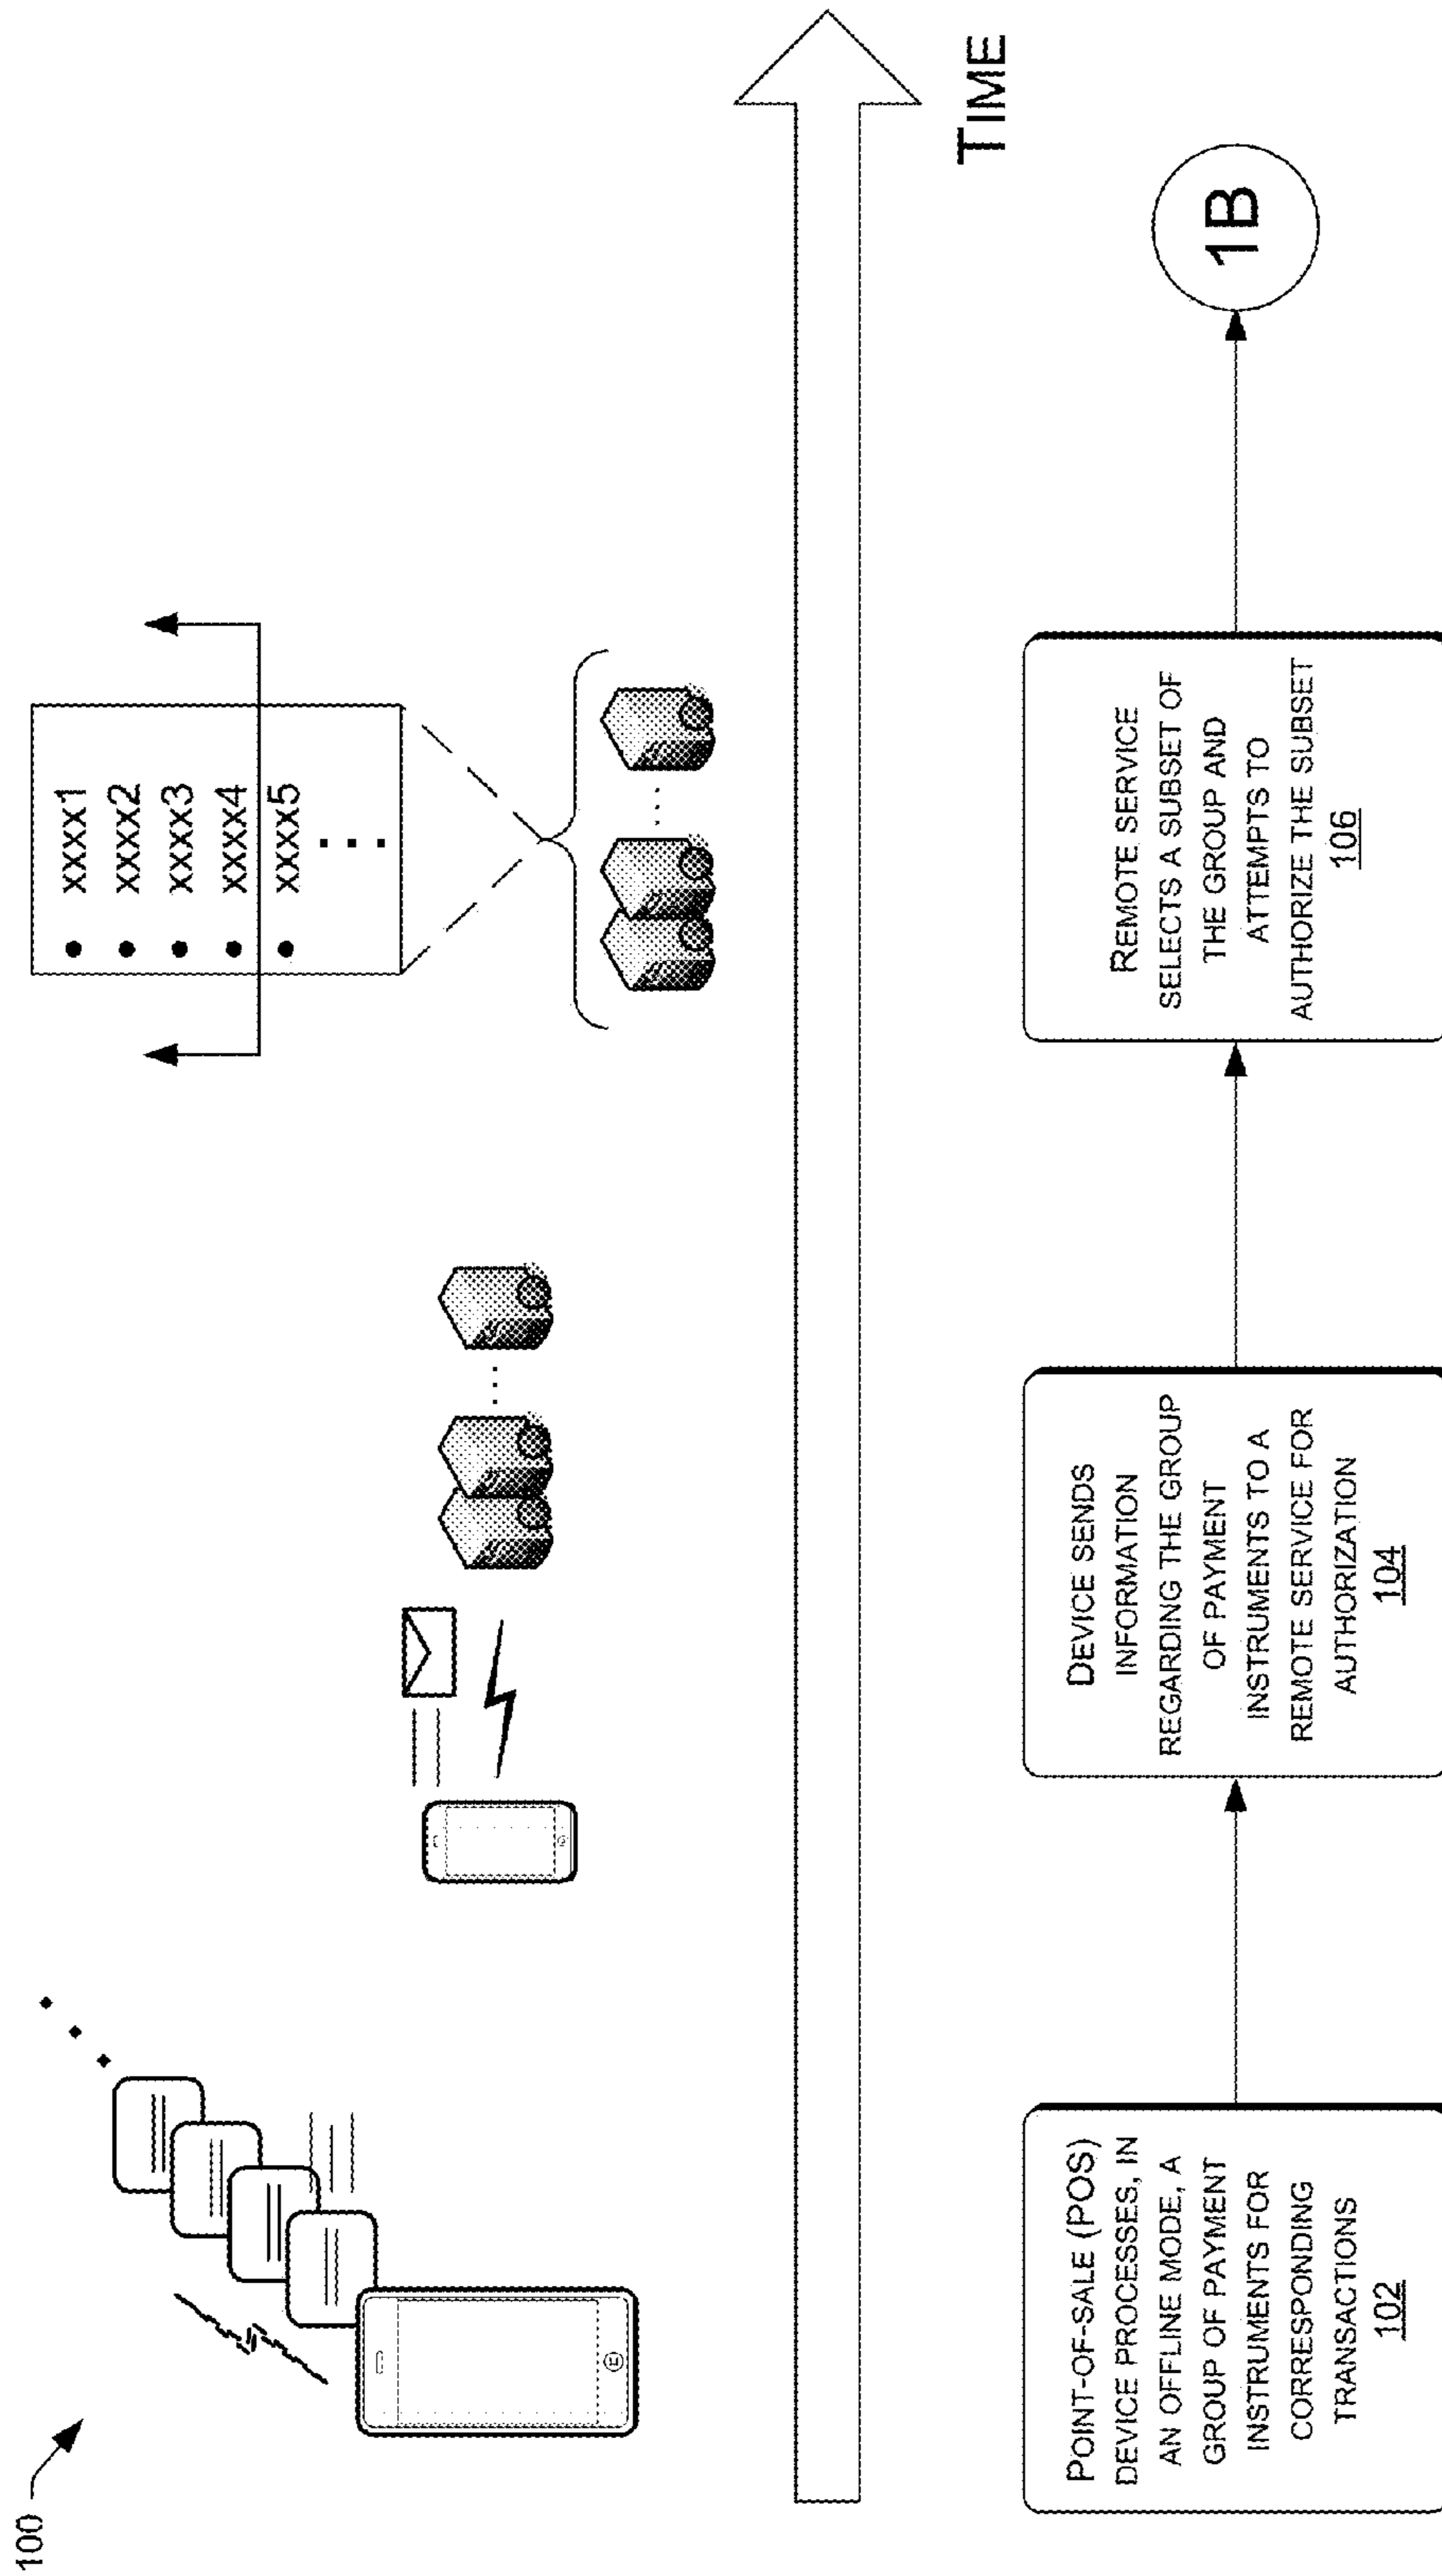 100
• xxxx1
• xxxx2
• xxxx3
• xxxx4
• xxxx5
TIME
POINT-OF-SALE (POS)
DEVICE PROCESSES, IN
AN OFFLINE MODE, A
GROUP OF PAYMENT
INSTRUMENTS FOR
CORRESPONDING
TRANSACTIONS
102
DEVICE SENDS
INFORMATION
REGARDING THE GROUP
OF PAYMENT
INSTRUMENTS TO A
REMOTE SERVICE FOR
AUTHORIZATION
104
REMOTE SERVICE
SELECTS A SUBSET OF
THE GROUP AND
ATTEMPTS TO
AUTHORIZE THE SUBSET
106
1B